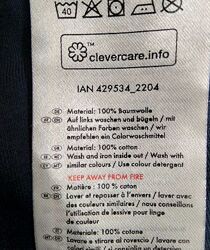 40
clevercare.info
IAN 429534_2204
Material: 100% Baumwolle
Auf links waschen und bügeln / mit
ähnlichen Farben waschen / wir
empfehlen ein Colorwaschmittel
Material: 100% cotton
Wash and iron inside out / Wash with
similar colours / Use colour detergent
KEEP AWAY FROM FIRE
Matière : 100 % coton
Laver et repasser à l'envers / laver avec
des couleurs similaires / nous conseillons
d'utilisation de lessive pour linge
de couleur
Materiale: 100% cotone
Lavare e stirare a rovescio / lavare con